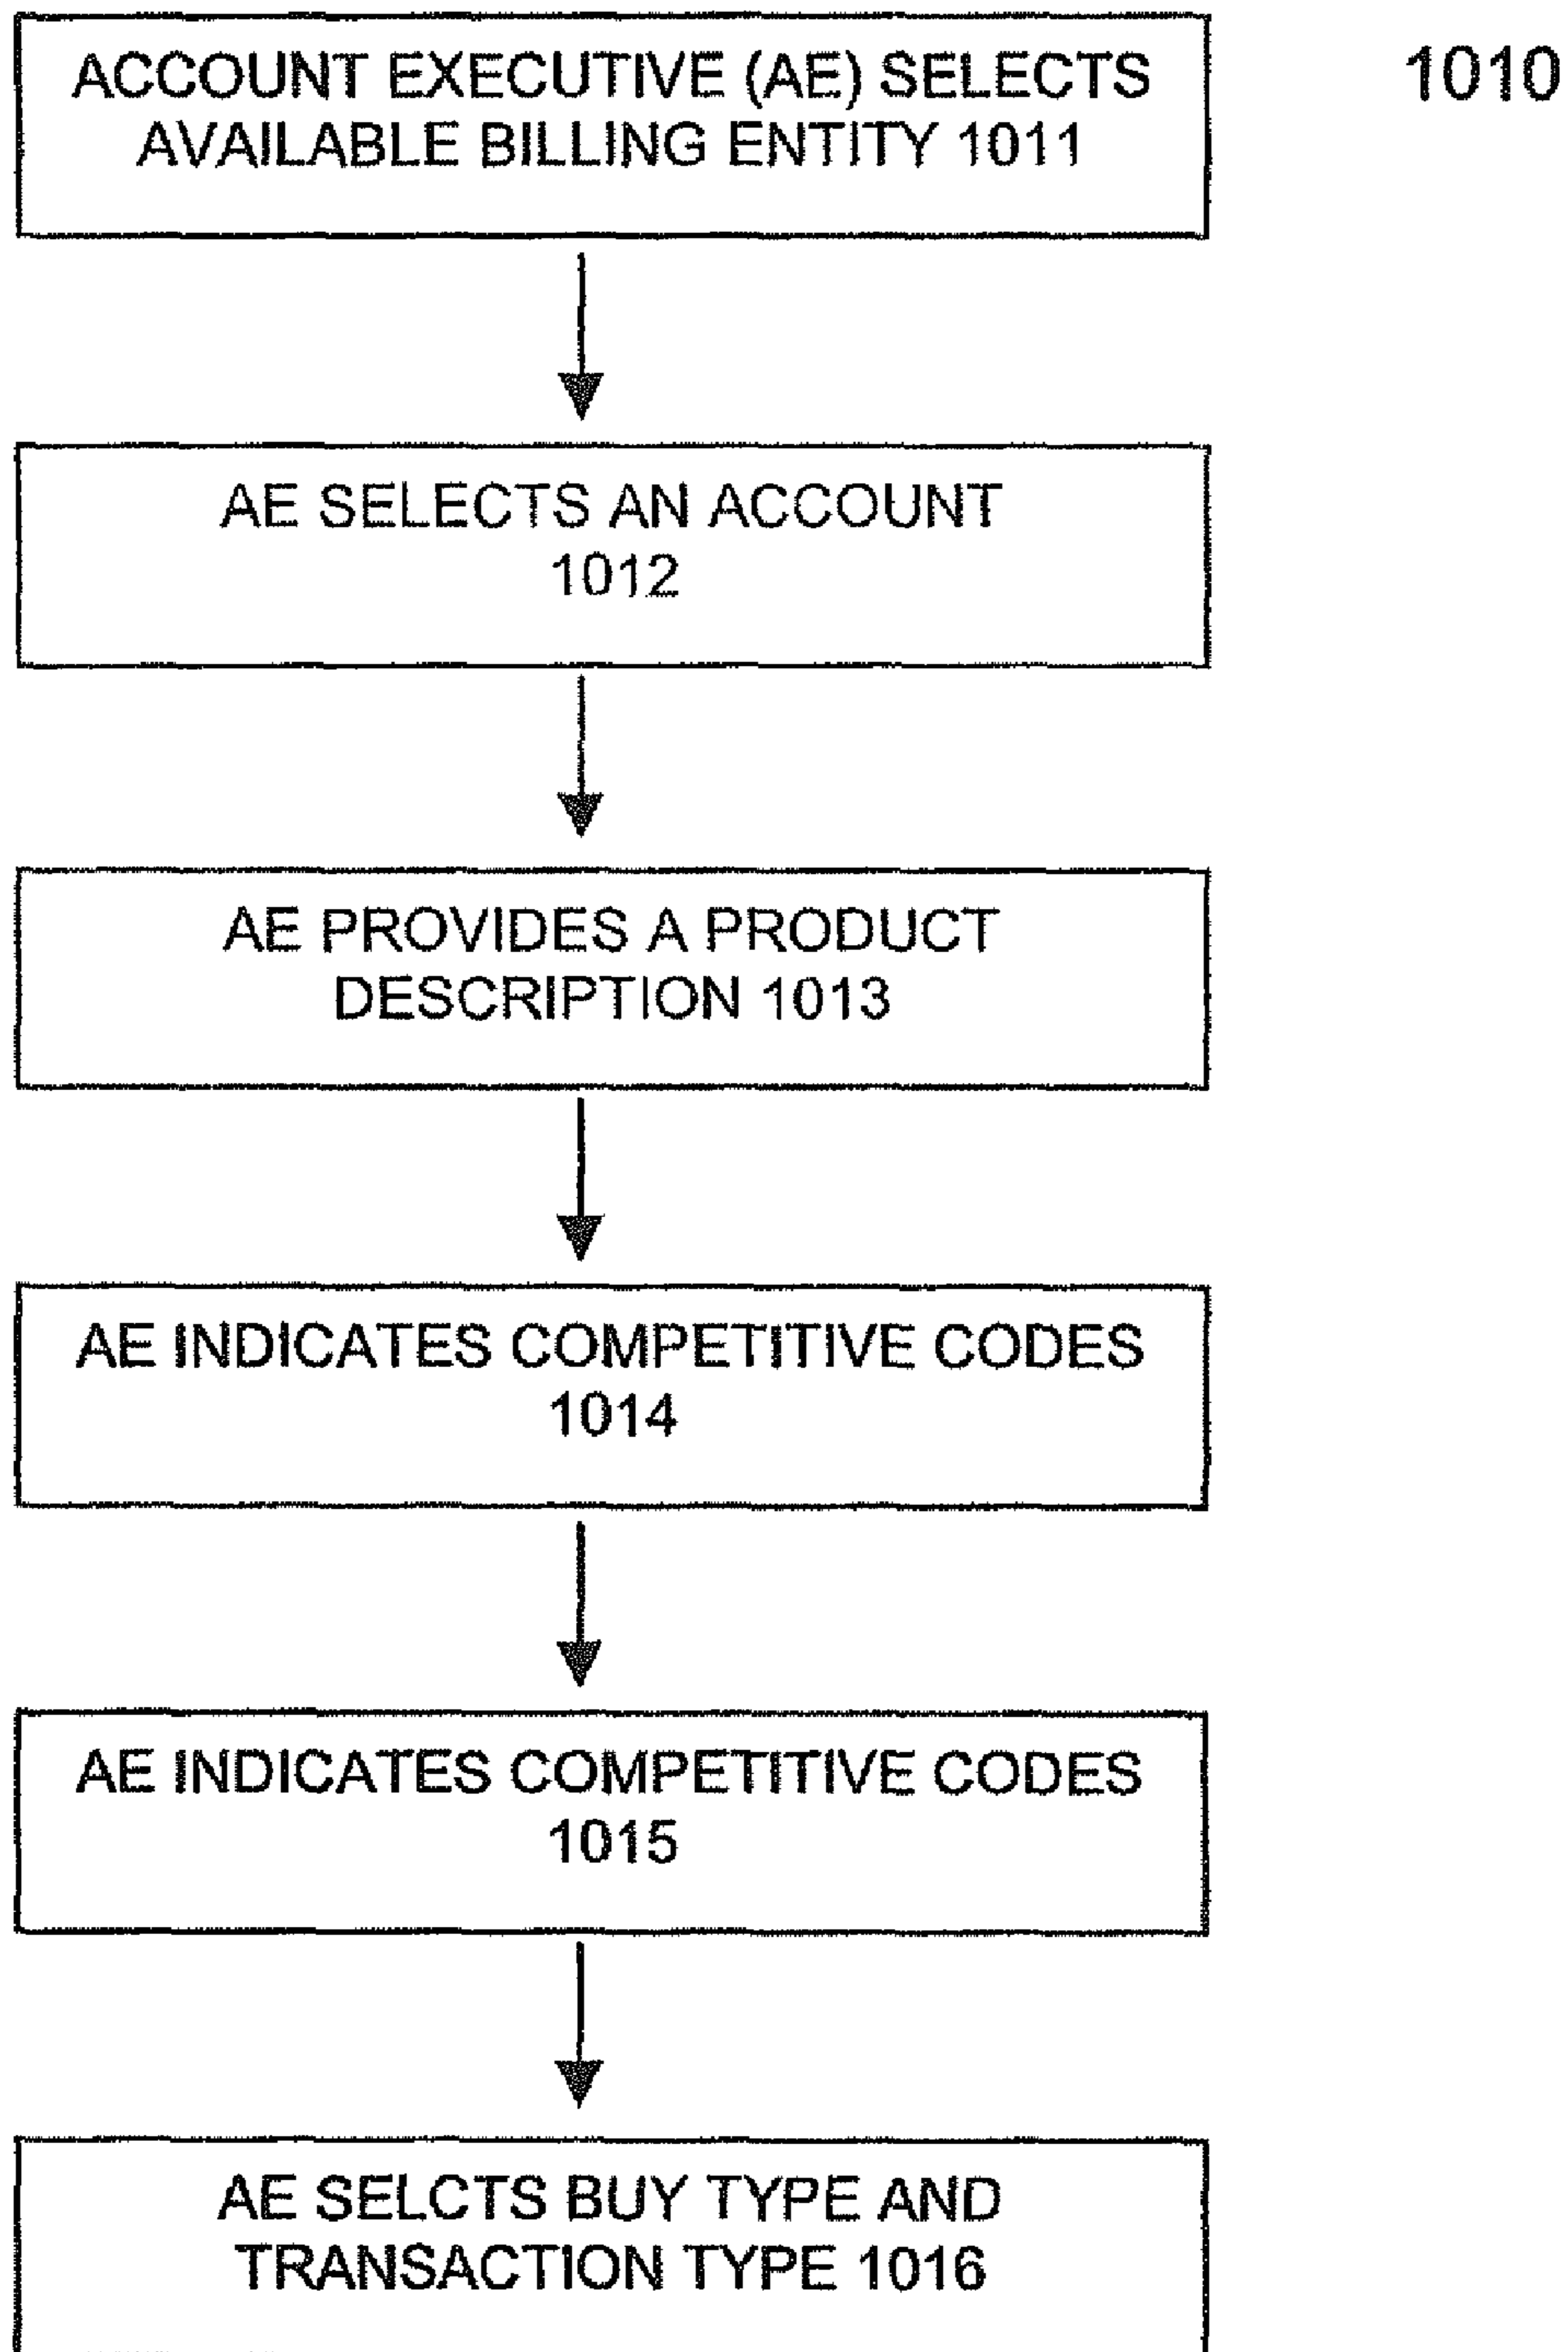 ACCOUNT EXECUTIVE (AE) SELECTS
AVAILABLE BILLING ENTITY 1011
1010
AE SELECTS AN ACCOUNT
1012
AE PROVIDES A PRODUCT
DESCRIPTION 1013
AE INDICATES COMPETITIVE CODES
1014
AE INDICATES COMPETITIVE CODES
1015
AE SELCTS BUY TYPE AND
TRANSACTION TYPE 1016